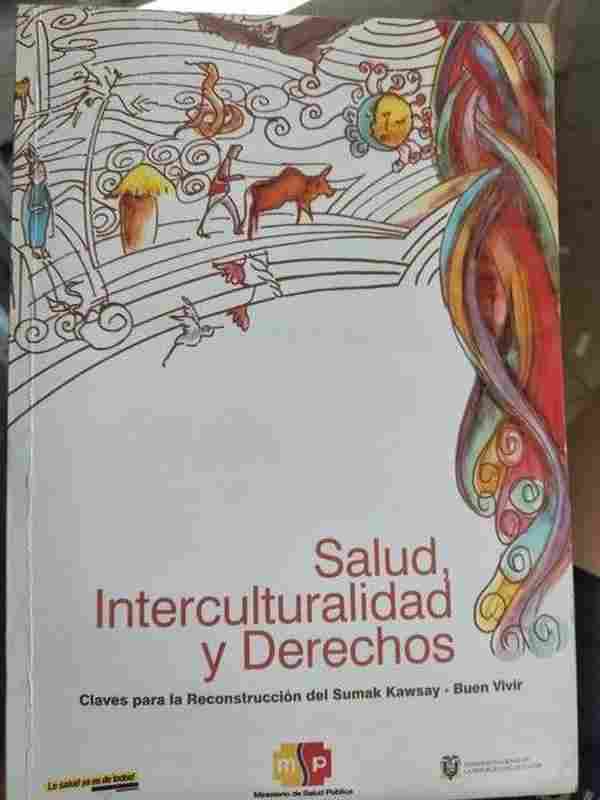 Salud,
Interculturalidad
y Derechos
Claves para la Reconstrucción del Sumak Kawsay - Buen Vivir
La salud ya es de todos!
msp
Ministerio de Salud Pública